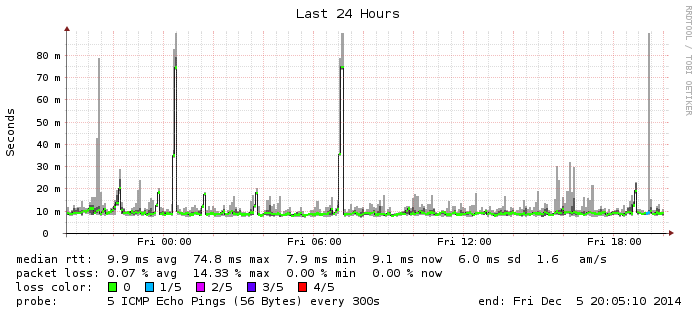 Last 24 Hours
RRDTOOL / TOBI OETIKER
Seconds
80 m
70 m
60 m
50 m
40 m
30 m
20 m
10 m
0
Fri 00:00 Fri 06:00 Fri 12:00 Fri 18:00
median rtt: 9.9 ms avg 74.8 ms max 7.9 ms min 9.1 ms now 6.0 ms sd 1.6 am/s
packet loss: 0.07 % avg 14.33 % max 0.00 % min 0.00 % now
loss color: 0 1/5 2/5 3/5 4/5
probe: 5 ICMP Echo Pings (56 Bytes) every 300s end: Fri Dec 5 20:05:10 2014